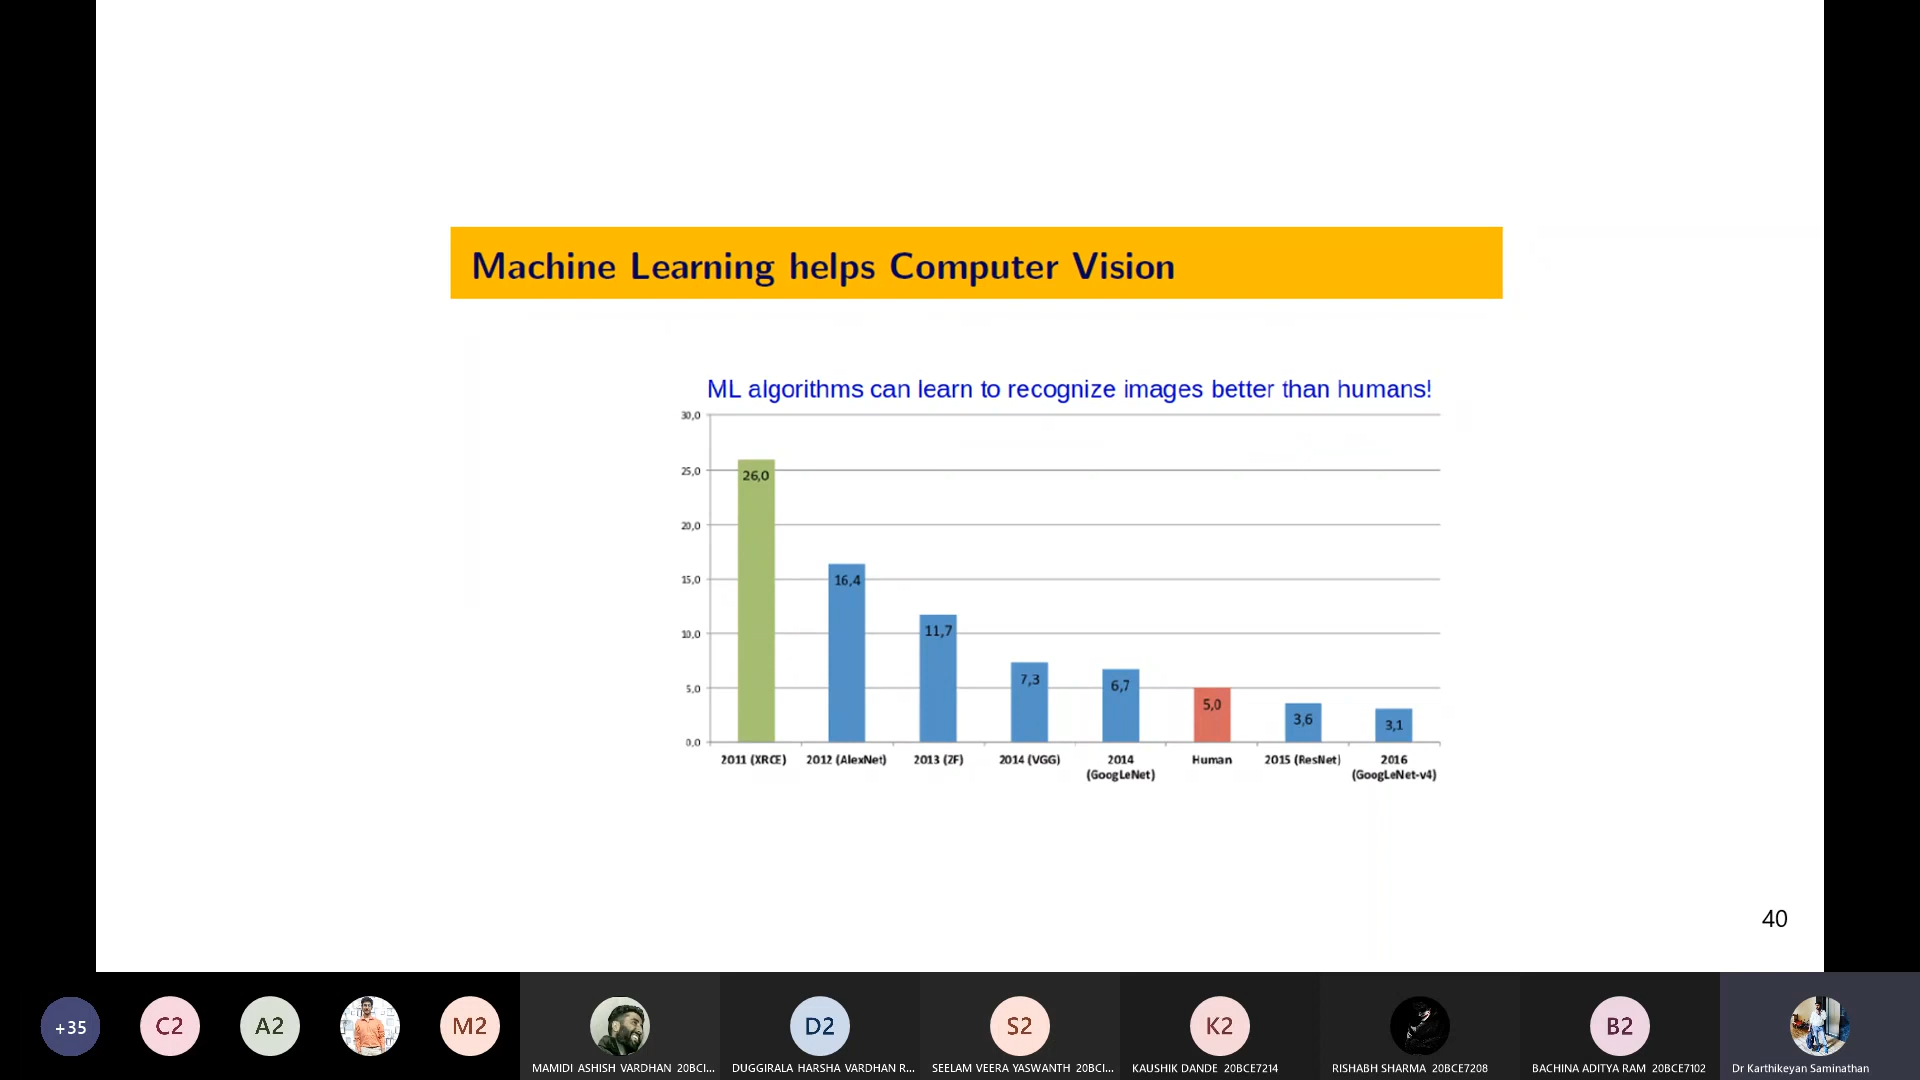 Machine Learning helps Computer Vision
ML algorithms can learn to recognize images better than humans!
30,0
25,0
20,0
15,0
10,0
5,0
0,0
26,0
16,4
11,7
7,3
6,7
5,0
3,6
3,1
2011 (XRCE)
2012 (AlexNet)
2013 (ZF)
2014 (VGG)
2014
(GoogLeNet)
Human
2015 (ResNet)
2016
(GoogLeNet-v4)
40
+35
C2
A2
M2
D2
S2
K2
B2
MAMIDI ASHISH VARDHAN 20BCI...
DUGGIRALA HARSHA VARDHAN R...
SEELAM VEERA YASWANTH 20BCI...
KAUSHIK DANDE 20BCE7214
RISHABH SHARMA 20BCE7208
BACHINA ADITYA RAM 20BCE7102
Dr Karthikeyan Saminathan